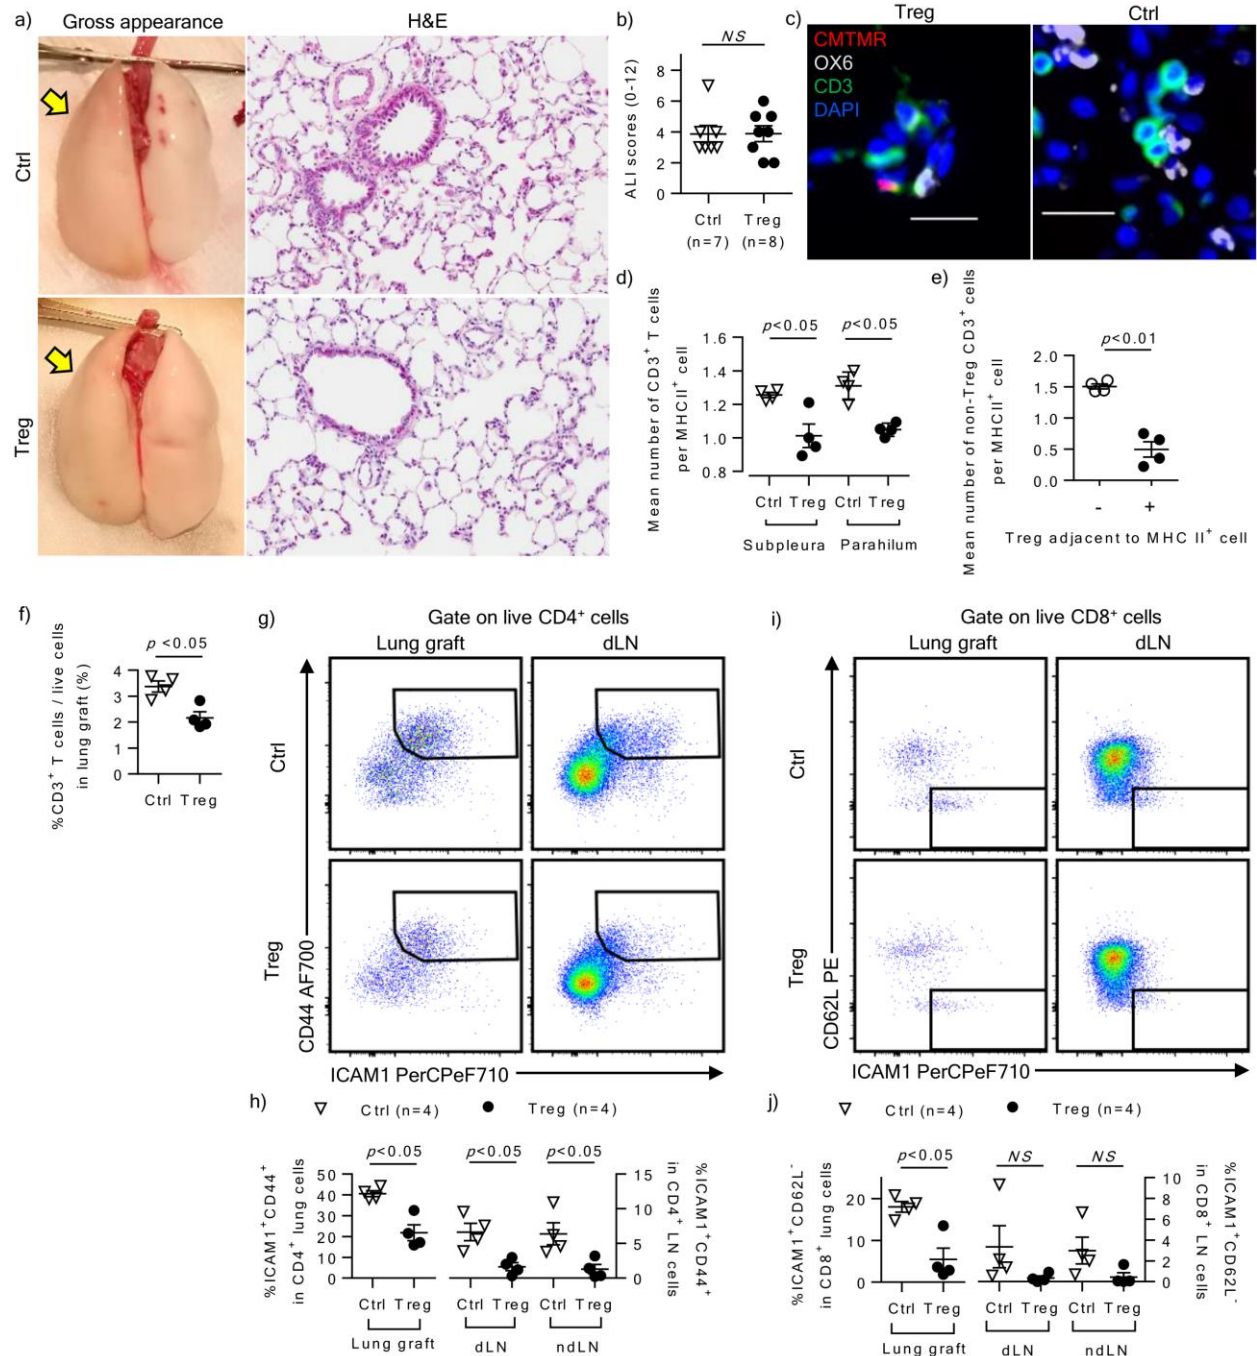 a)
Gross appearance
H&E
Ctrl
Treg
b)
NS
ALI scores (0-12)
8
6
4
2
0
Ctrl
Treg
(n=7)
(n=8)
c)
Treg
Ctrl
CMTMR
OX6
CD3
DAPI
d)
Mean number of CD3⁺ T cells
per MHCII⁺ cell
p<0.05
p<0.05
1.6
1.4
1.2
1.0
0.8
Ctrl Treg
Ctrl Treg
Subpleura
Parahilum
e)
Mean number of non-Treg CD3⁺ cells
per MHCII⁺ cell
p<0.01
2.0
1.5
1.0
0.5
0.0
-
+
Treg adjacent to MHC II⁺ cell
f)
%CD3⁺ T cells / live cells
in lung graft (%)
p <0.05
4
3
2
1
0
Ctrl Treg
g)
Gate on live CD4⁺ cells
Lung graft
dLN
Ctrl
Treg
CD44 AF700
ICAM1 PerCPeF710
i)
Gate on live CD8⁺ cells
Lung graft
dLN
Ctrl
Treg
CD62L PE
ICAM1 PerCPeF710
h)
Ctrl (n=4)
Treg (n=4)
%ICAM1⁺CD44⁺
in CD4⁺ lung cells
p<0.05
p<0.05
p<0.05
50
40
30
20
10
0
15
10
5
0
%ICAM1⁺CD44⁺
in CD4⁺ LN cells
Ctrl Treg
Ctrl Treg
Ctrl Treg
Lung graft
dLN
ndLN
j)
Ctrl (n=4)
Treg (n=4)
%ICAM1⁺CD62L⁻
in CD8⁺ lung cells
p<0.05
NS
NS
20
10
0
10
8
6
4
2
0
%ICAM1⁺CD62L⁻
in CD8⁺ LN cells
Ctrl Treg
Ctrl Treg
Ctrl Treg
Lung graft
dLN
ndLN